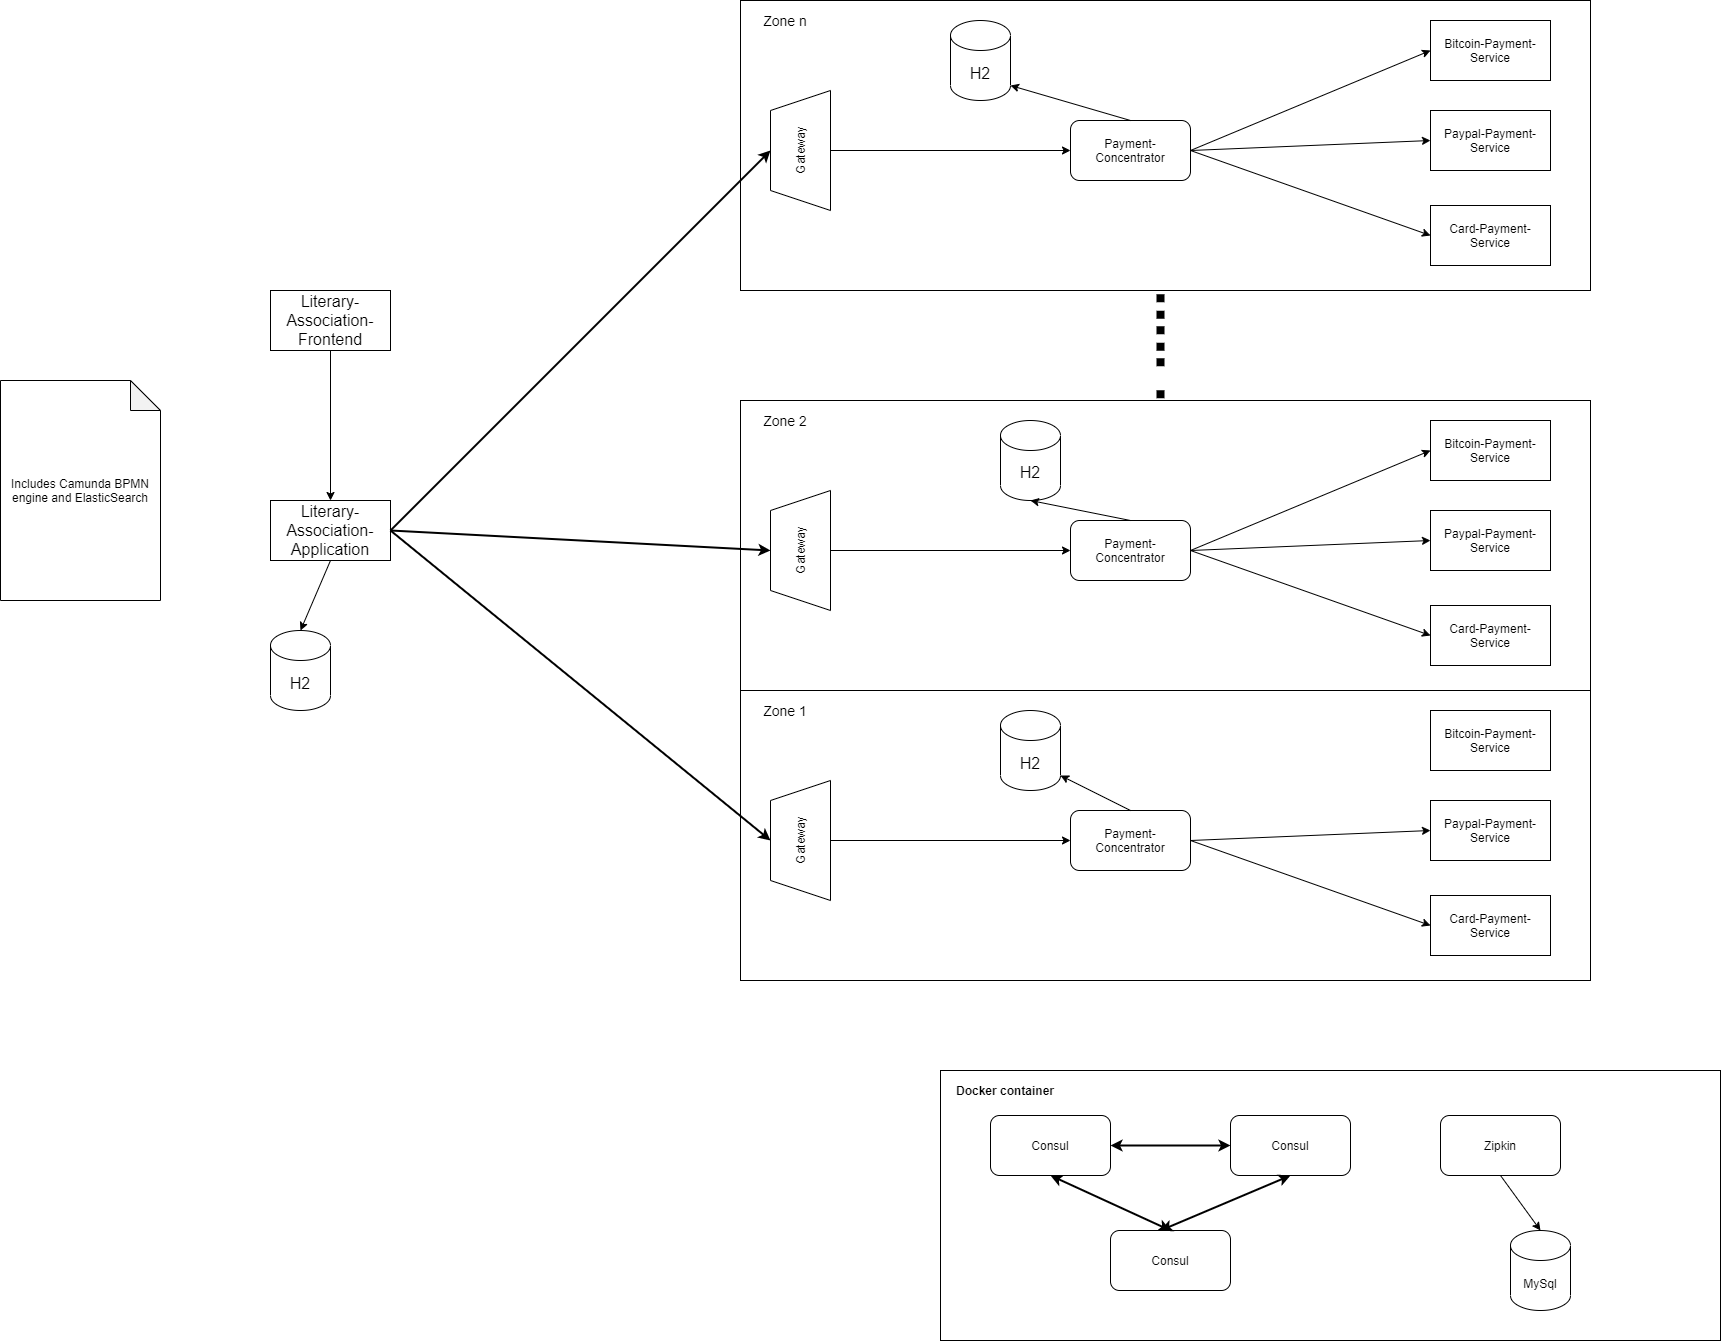 Zone n
H2
Gateway
Payment-
Concentrator
Bitcoin-Payment-
Service
Paypal-Payment-
Service
Card-Payment-
Service
Literary-
Association-
Frontend
Includes Camunda BPMN
engine and ElasticSearch
Literary-
Association-
Application
H2
Zone 2
H2
Gateway
Payment-
Concentrator
Bitcoin-Payment-
Service
Paypal-Payment-
Service
Card-Payment-
Service
Zone 1
H2
Gateway
Payment-
Concentrator
Bitcoin-Payment-
Service
Paypal-Payment-
Service
Card-Payment-
Service
Docker container
Consul
Consul
Zipkin
Consul
MySql